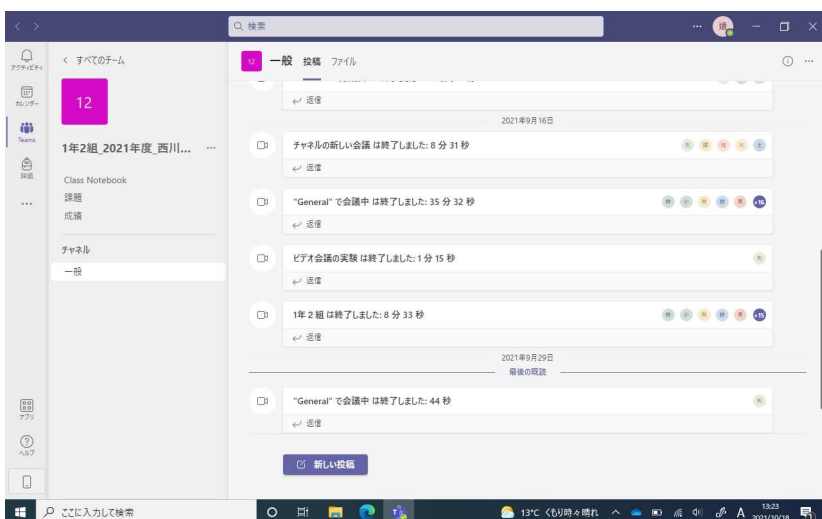 検索
遠
アクティビティ
カレンダー
Teams
課題
アプリ
ヘルプ
すべてのチーム
12
1年2組_2021年度_西川...
Class Notebook
課題
成績
チャネル
一般
12 一般 投稿 ファイル
返信
2021年9月16日
チャネルの新しい会議 は終了しました: 8 分 31 秒
返信
"General" で会議中 は終了しました: 35 分 32 秒
+16
返信
ビデオ会議の実験 は終了しました: 1 分 15 秒
返信
1年 2 組 は終了しました: 8 分 33 秒
+15
返信
2021年9月29日
最後の既読
"General" で会議中 は終了しました: 44 秒
返信
新しい投稿
ここに入力して検索
13°C くもり時々晴れ
A
13:23
2021/10/18